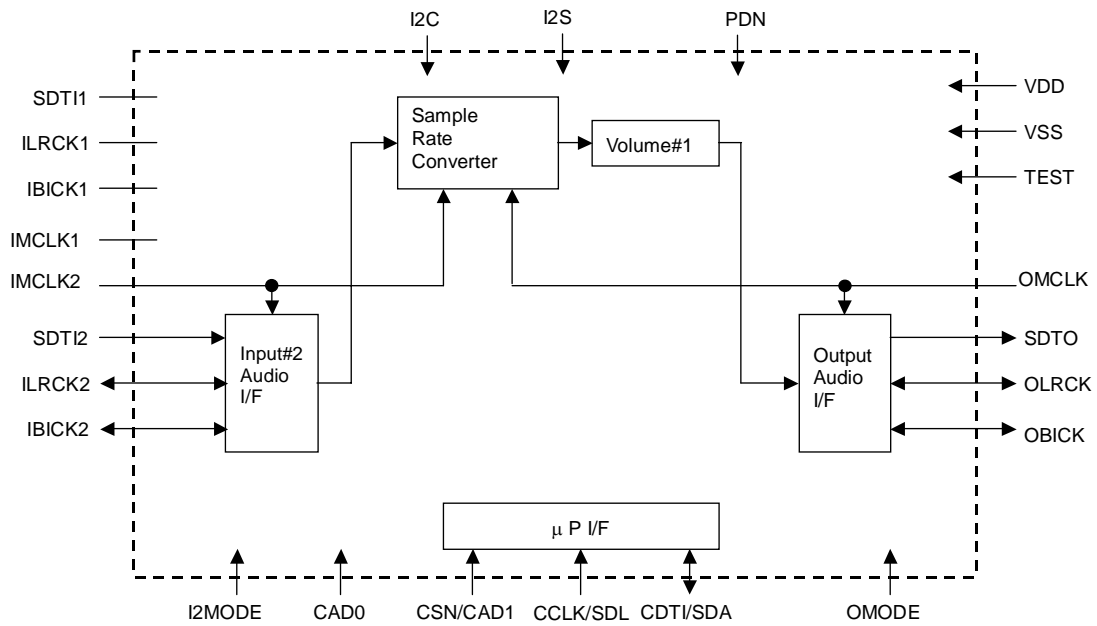 I2C
I2S
PDN
SDTI1
ILRCK1
IBICK1
IMCLK1
IMCLK2
SDTI2
ILRCK2
IBICK2
Sample
Rate
Converter
Volume#1
VDD
VSS
TEST
OMCLK
SDTO
OLRCK
OBICK
Input#2
Audio
I/F
Output
Audio
I/F
μ P I/F
I2MODE
CAD0
CSN/CAD1
CCLK/SDL
CDTI/SDA
OMODE